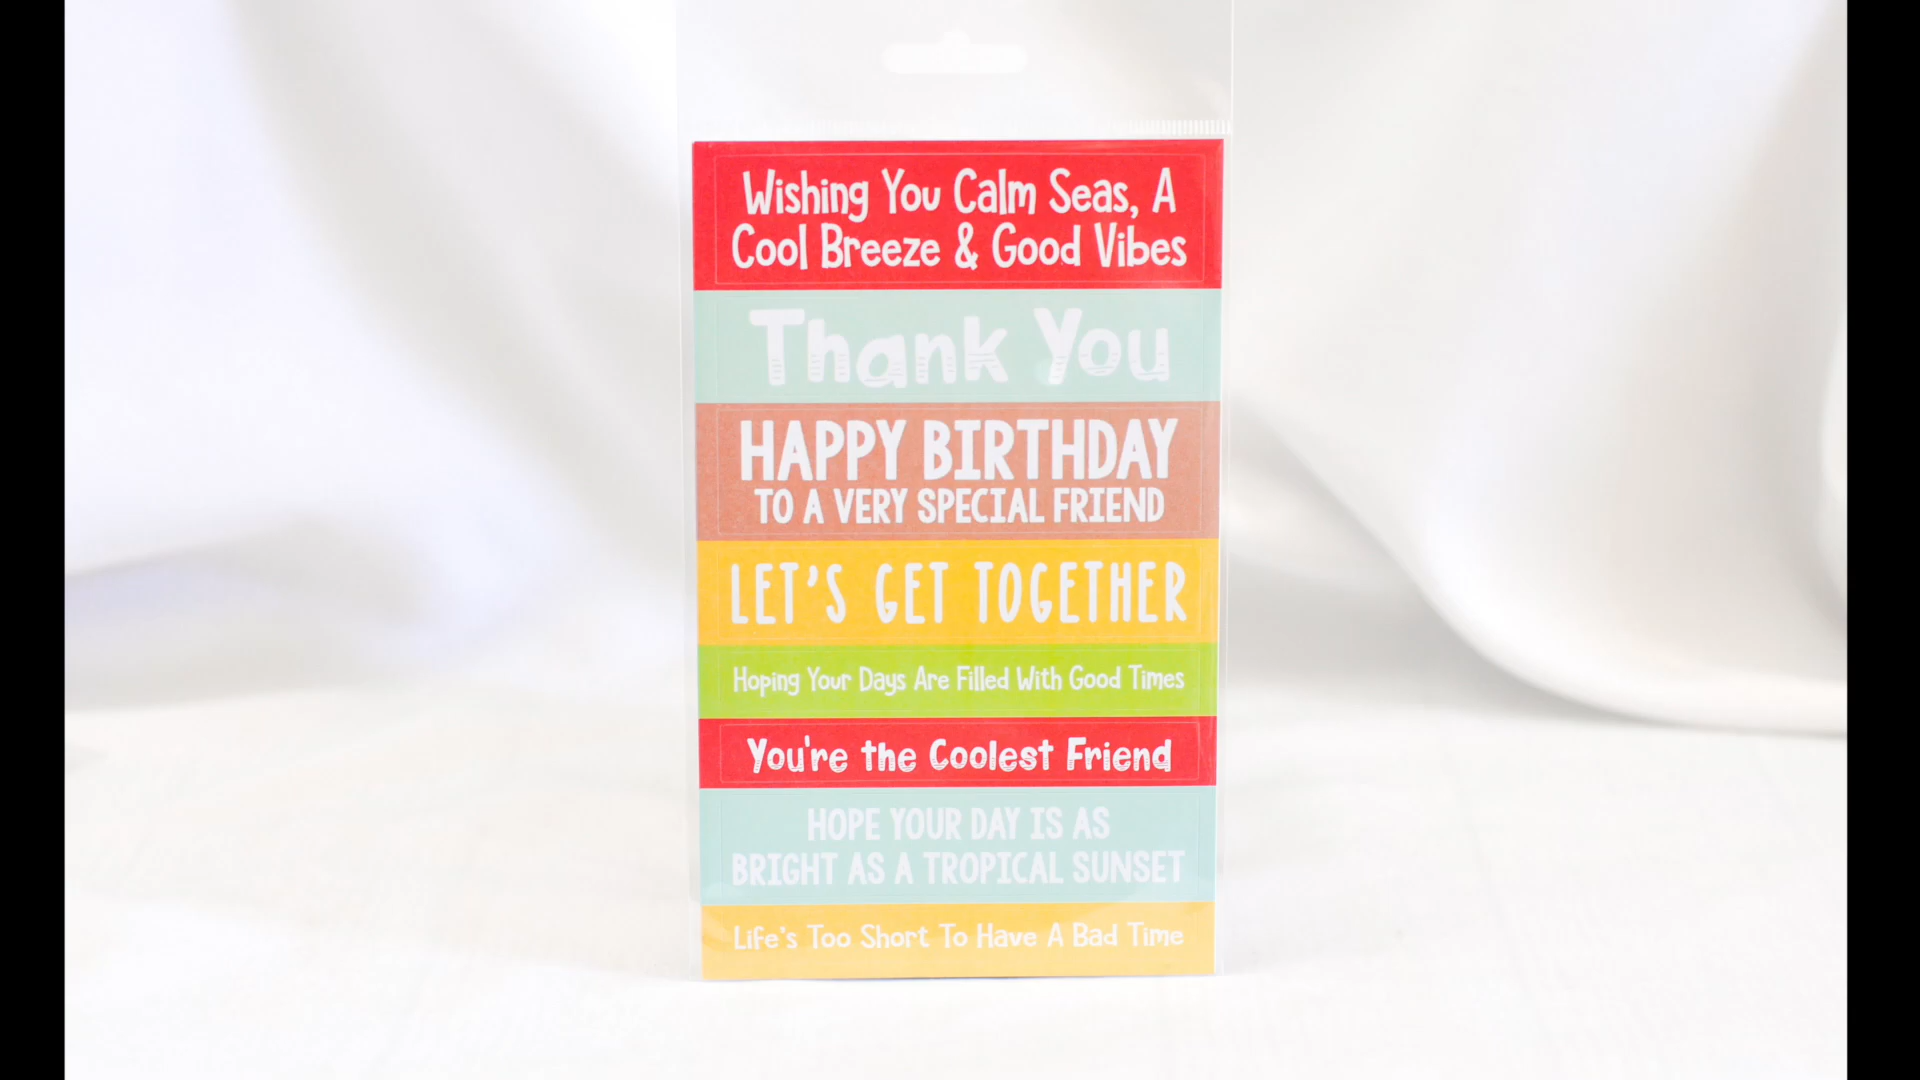 Wishing You Calm Seas, A
Cool Breeze & Good Vibes
Thank You
HAPPY BIRTHDAY
TO A VERY SPECIAL FRIEND
LET'S GET TOGETHER
Hoping Your Days Are Filled With Good Times
You're the Coolest Friend
HOPE YOUR DAY IS AS
BRIGHT AS A TROPICAL SUNSET
Life's Too Short To Have A Bad Time